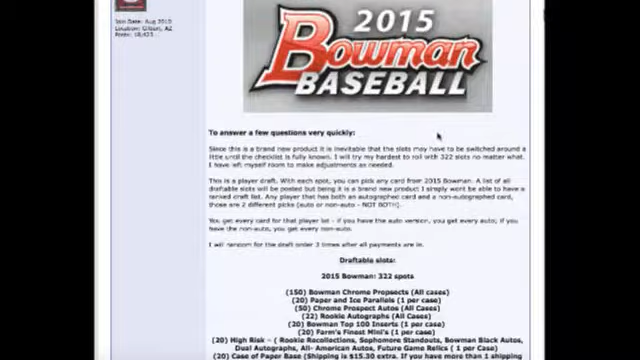 Join Date: Aug 2010
Location: Gilbert, AZ
Posts: 18,423
2015
Bowman
BASEBALL
To answer a few questions very quickly:
Since this is a brand new product it is inevitable that the slots may have to be switched around a
little until the checklist is fully known. I will try my hardest to roll with 322 slots no matter what.
I have left myself room to make adjustments as needed.
This is a player draft. With each spot, you can pick any card from 2015 Bowman. A list of all
draftable slots will be posted but being it is a brand new product I simply wont be able to have a
ranked draft list. Any player that has both an autographed card and a non-autographed card,
those are 2 different picks (auto or non-auto - NOT BOTH).
You get every card for that player list - if you have the auto version, you get every auto; if you
have the non-auto, you get every non-auto.
I will random for the draft order 3 times after all payments are in.
Draftable slots:
2015 Bowman: 322 spots
(150) Bowman Chrome Prospects (All cases)
(20) Paper and Ice Parallels (1 per case)
(50) Chrome Prospect Autos (All Cases)
(22) Rookie Autographs (All Cases)
(20) Bowman Top 100 Inserts (1 per case)
(20) Farm's Finest Mini's (1 per case)
(20) High Risk - ( Rookie Recollections, Sophomore Standouts, Bowman Black Autos,
Dual Autographs, All- American Autos, Future Game Relics ( 1 per Case)
(20) Case of Paper Base (Shipping is $15.30 extra. If you have more than 1 shipping